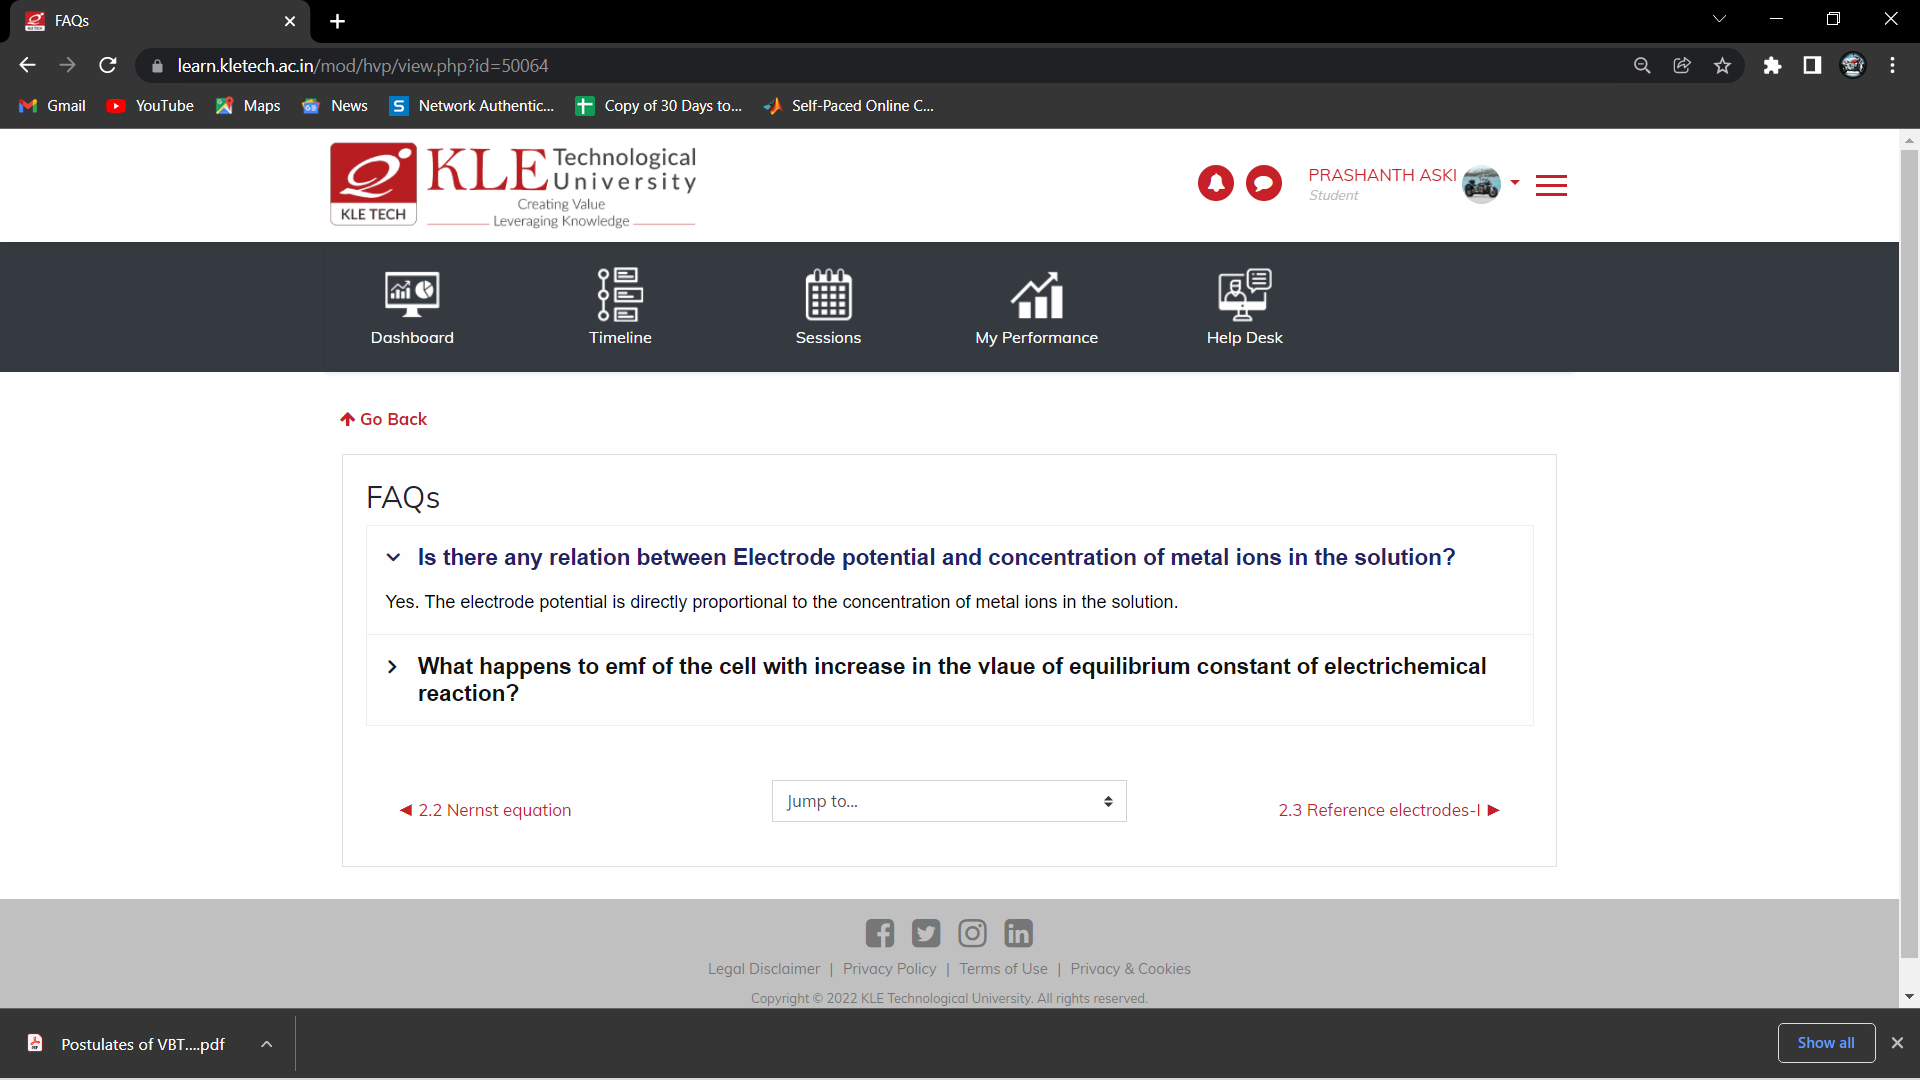 FAQs
learn.kletech.ac.in/mod/hvp/view.php?id=50064
Gmail YouTube Maps News Network Authentic... Copy of 30 Days to... Self-Paced Online C...
KLE TECH
KLE Technological University
Creating Value
Leveraging Knowledge
PRASHANTH ASKI
Student
Dashboard Timeline Sessions My Performance Help Desk
Go Back
FAQs
Is there any relation between Electrode potential and concentration of metal ions in the solution?
Yes. The electrode potential is directly proportional to the concentration of metal ions in the solution.
What happens to emf of the cell with increase in the vlaue of equilibrium constant of electrichemical
reaction?
◄ 2.2 Nernst equation
Jump to...
2.3 Reference electrodes-I ►
Legal Disclaimer | Privacy Policy | Terms of Use | Privacy & Cookies
Copyright © 2022 KLE Technological University. All rights reserved.
Postulates of VBT....pdf
Show all